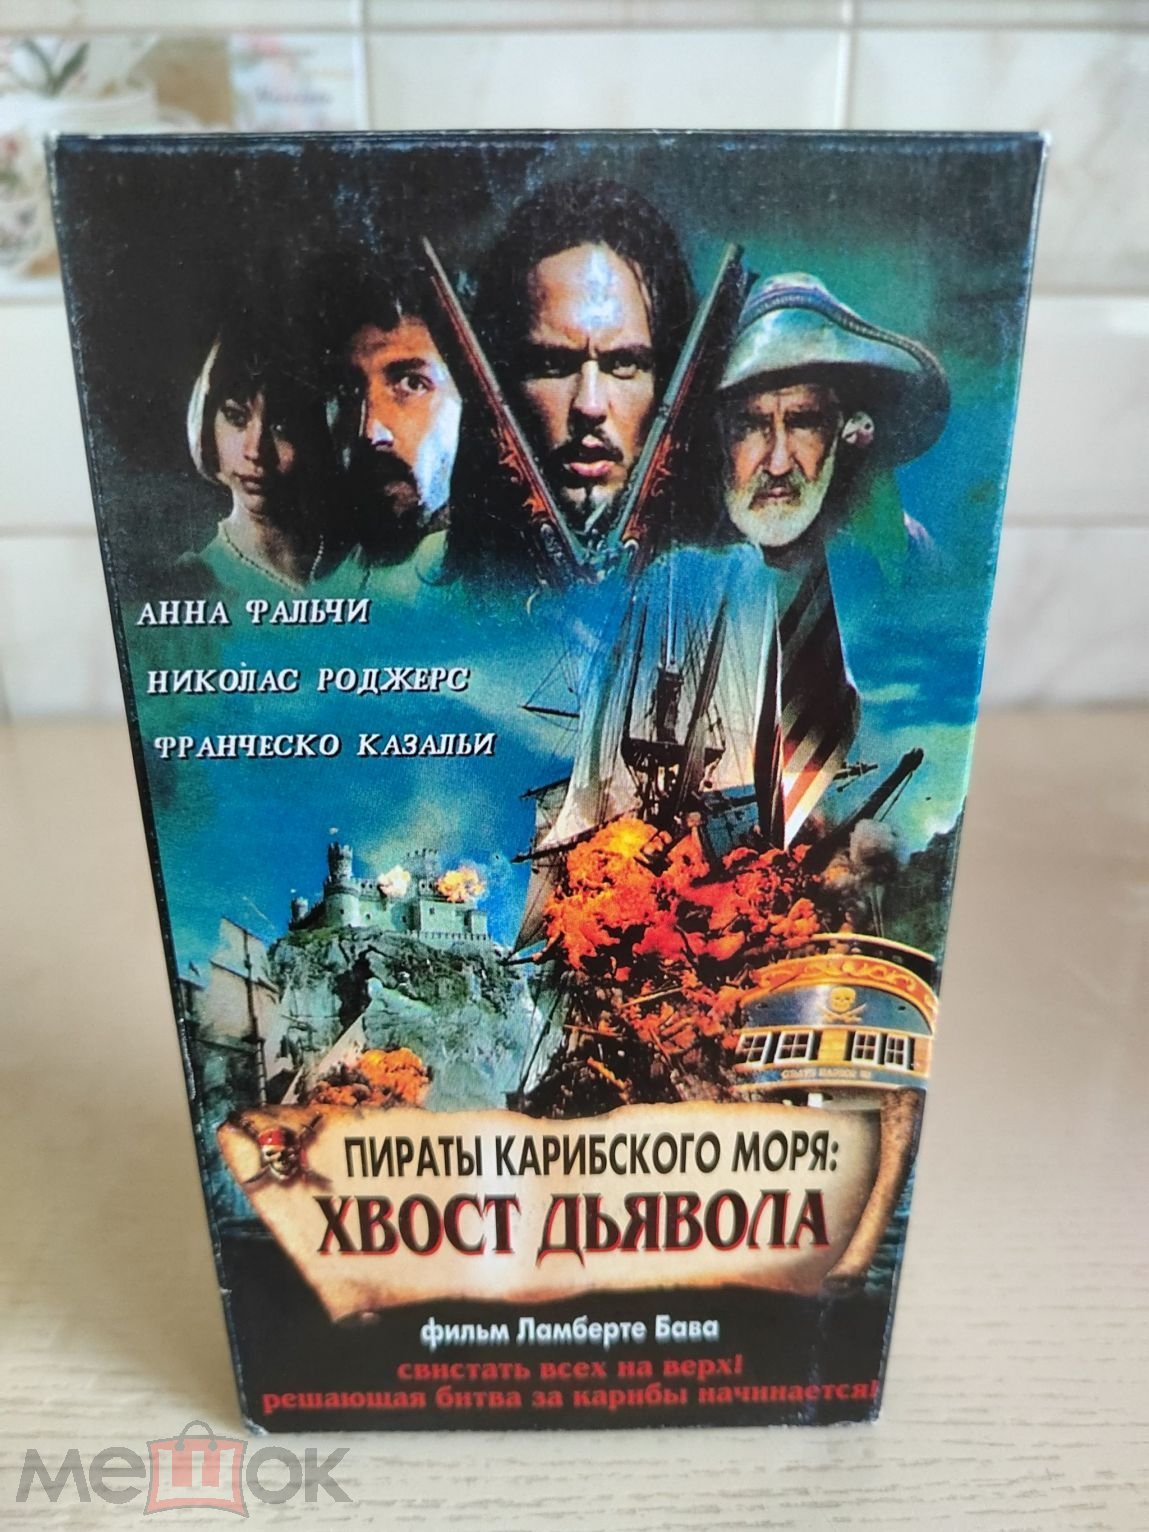 АННА ФАЛЬЧИ
НИКОЛАС РОДЖЕРС
ФРАНЧЕСКО КАЗАЛЬИ
ПИРАТЫ КАРИБСКОГО МОРЯ:
ХВОСТ ДЬЯВОЛА
фильм Ламберте Бава
свистать всех на верх!
решающая битва за карибы начинается!
мешок